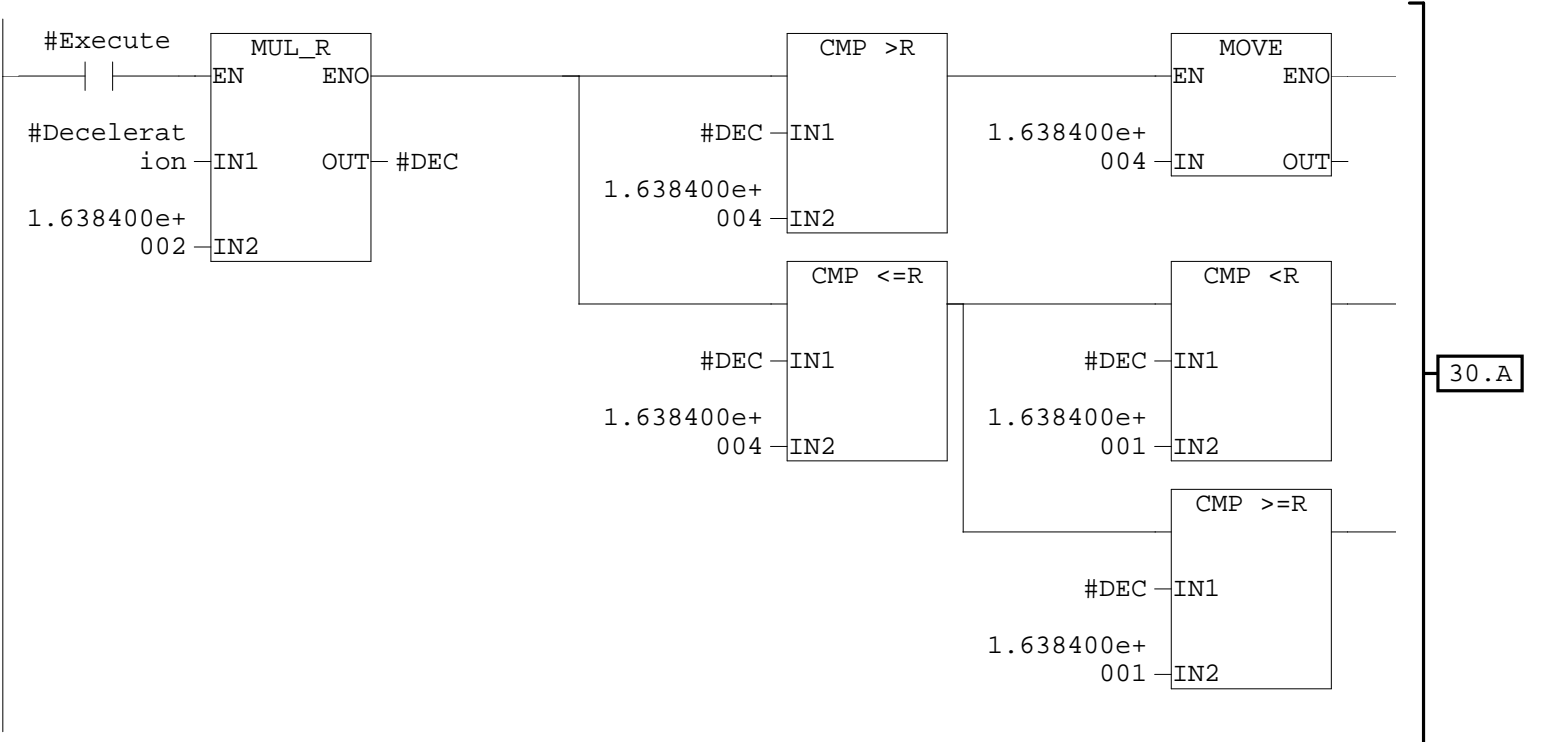 #Execute
MUL_R
EN ENO
#Decelerat
ion IN1 OUT #DEC
1.638400e+
002 IN2
CMP >R
#DEC IN1
1.638400e+
004 IN2
MOVE
EN ENO
1.638400e+
004 IN OUT
CMP <=R
#DEC IN1
1.638400e+
004 IN2
CMP <R
#DEC IN1
1.638400e+
001 IN2
30.A
CMP >=R
#DEC IN1
1.638400e+
001 IN2